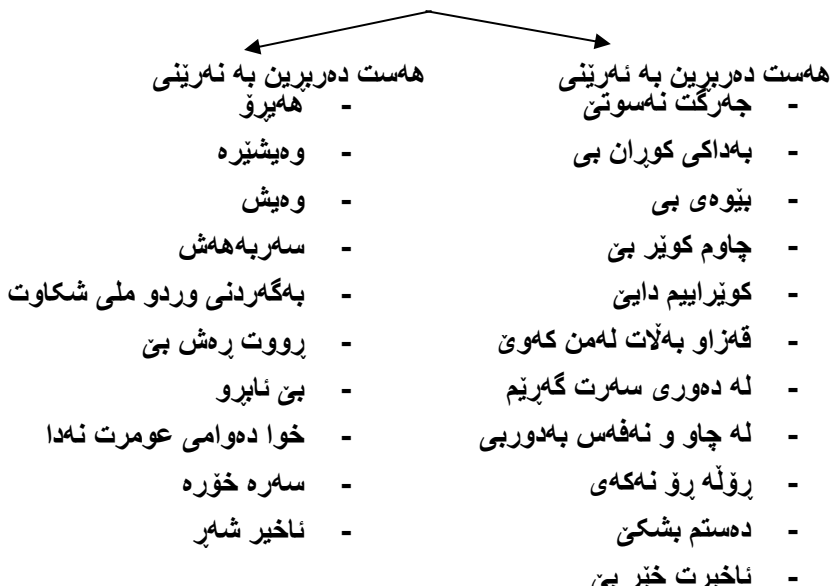 هەست دەربڕین بە ئەرێنی
- جەرگت نەسوتێ
- بەداکی کوڕان بی
- بێوەی بی
- چاوم کوێر بێ
- کوێراییم دایێ
- قەزاو بەڵات لەمن کەوێ
- لە دەوری سەرت گەڕێم
- لە چاو و نەفەس بەدوربی
- ڕۆڵە ڕۆ نەکەی
- دەستم بشکێ
- ئاخیرت خێر بێ
هەست دەربڕین بە نەرێنی
- هەیڕۆ
- وەیشێرە
- وەیش
- سەربەهەش
- بەگەردنی وردو ملی شکاوت
- ڕووت ڕەش بێ
- بێ ئابڕو
- خوا دەوامی عومرت نەدا
- سەرە خۆرە
- ئاخیر شەڕ